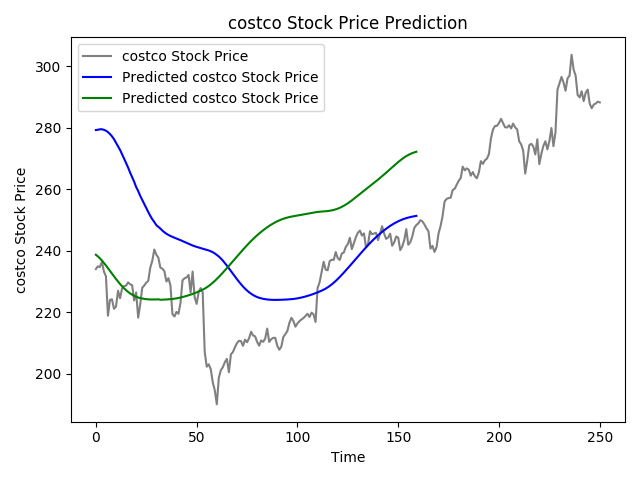 costco Stock Price Prediction
costco Stock Price
Predicted costco Stock Price
Predicted costco Stock Price
costco Stock Price
300
280
260
240
220
200
0 50 100 150 200 250
Time